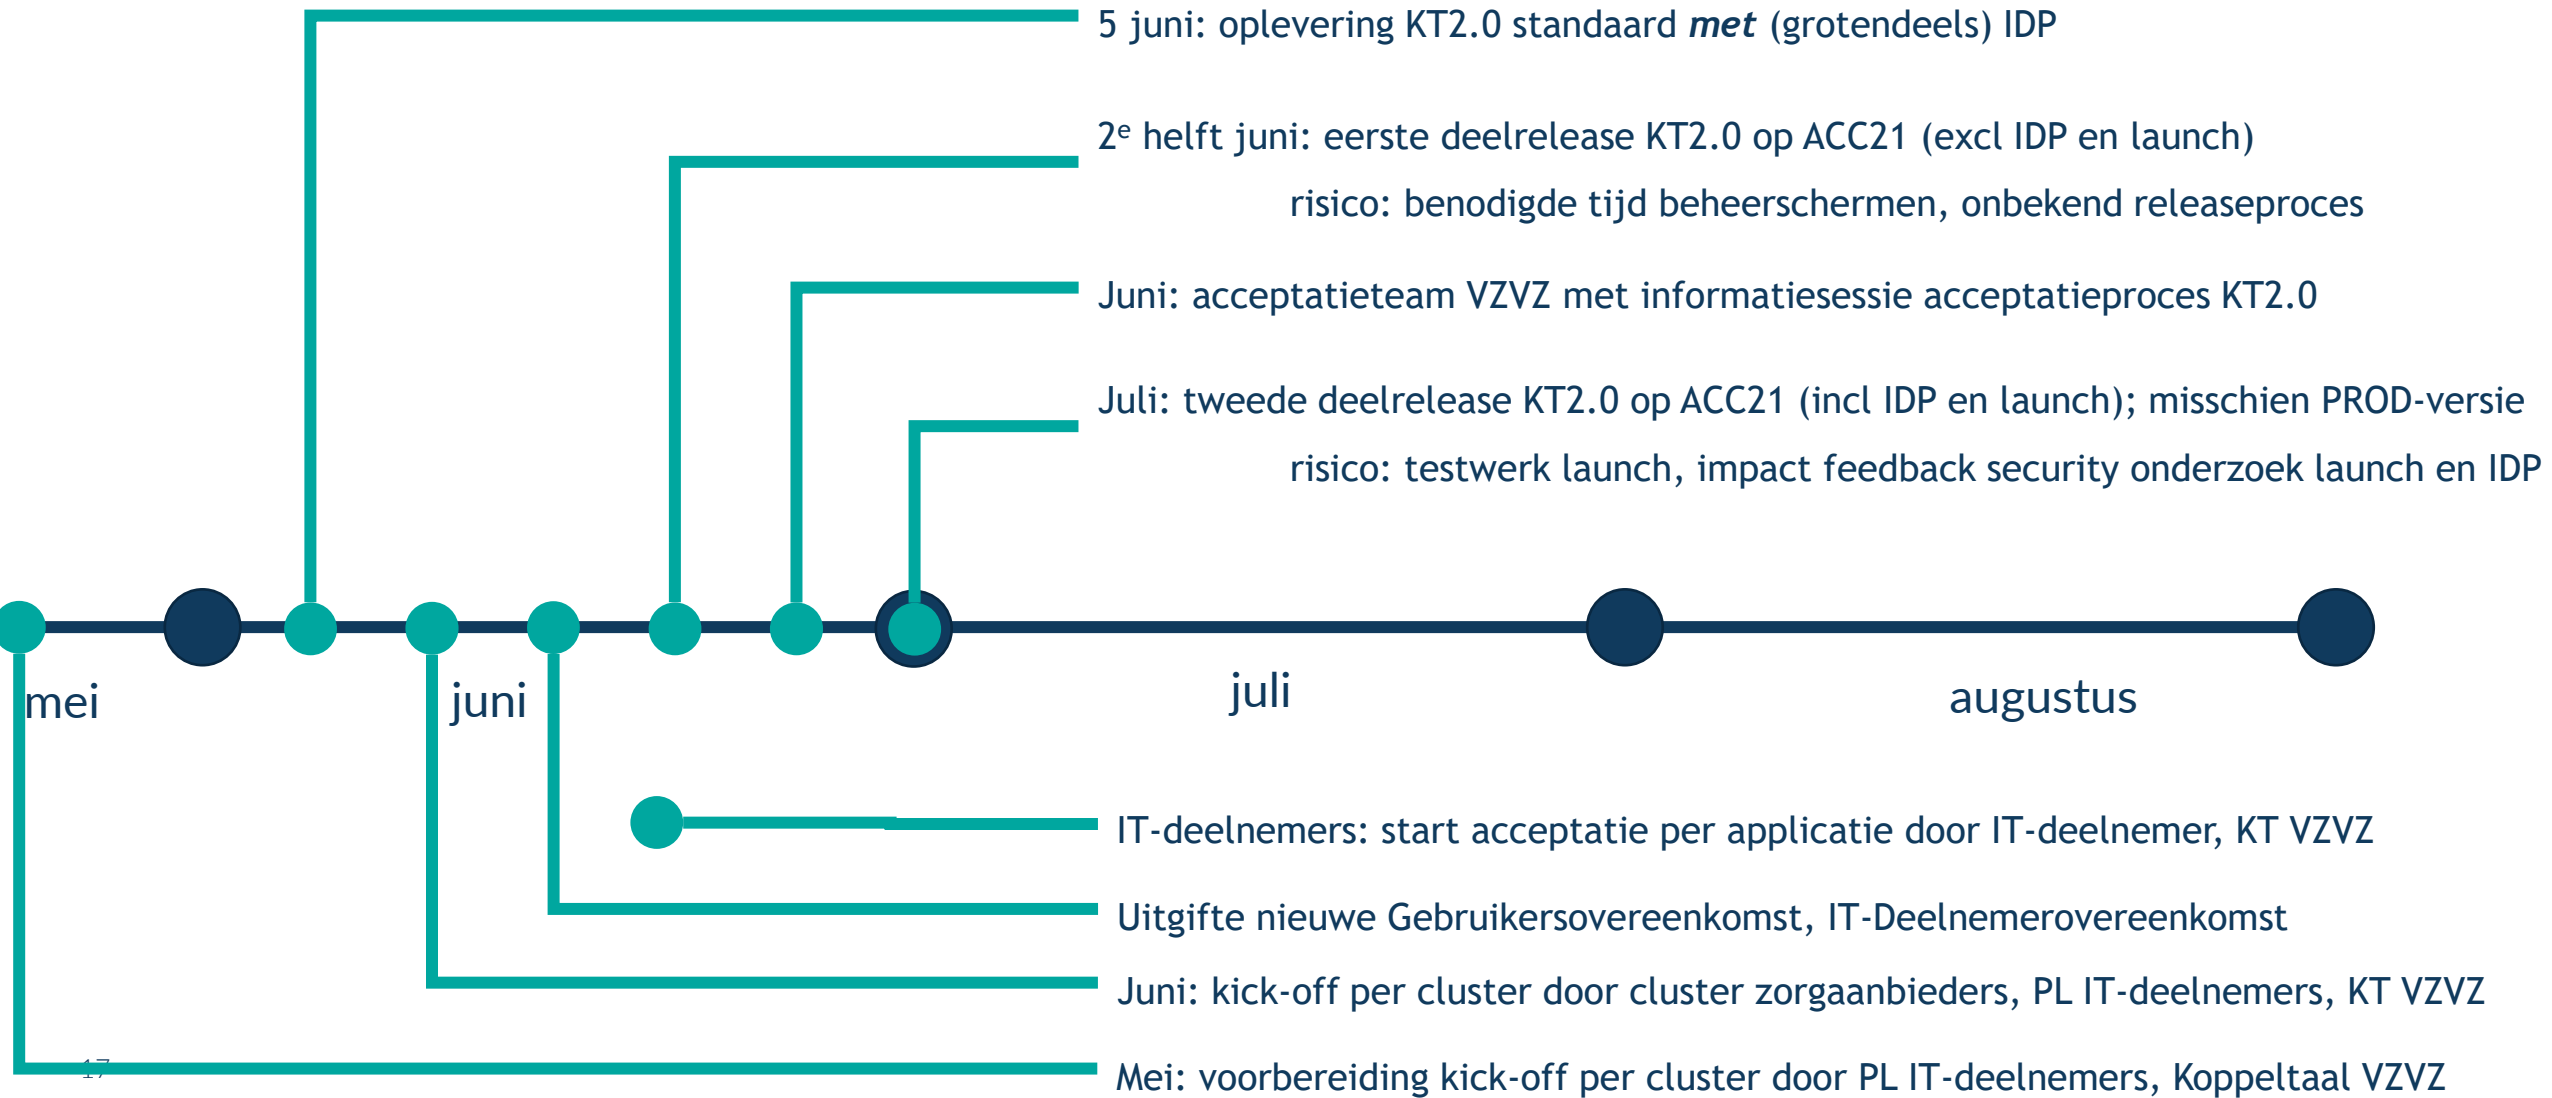 5 juni: oplevering KT2.0 standaard met (grotendeels) IDP
2e helft juni: eerste deelrelease KT2.0 op ACC21 (excl IDP en launch)
risico: benodigde tijd beheerschermen, onbekend releaseproces
Juni: acceptatieteam VZVZ met informatiesessie acceptatieproces KT2.0
Juli: tweede deelrelease KT2.0 op ACC21 (incl IDP en launch); misschien PROD-versie
risico: testwerk launch, impact feedback security onderzoek launch en IDP
mei
juni
juli
augustus
IT-deelnemers: start acceptatie per applicatie door IT-deelnemer, KT VZVZ
Uitgifte nieuwe Gebruikersovereenkomst, IT-Deelnemerovereenkomst
Juni: kick-off per cluster door cluster zorgaanbieders, PL IT-deelnemers, KT VZVZ
Mei: voorbereiding kick-off per cluster door PL IT-deelnemers, Koppeltaal VZVZ
17